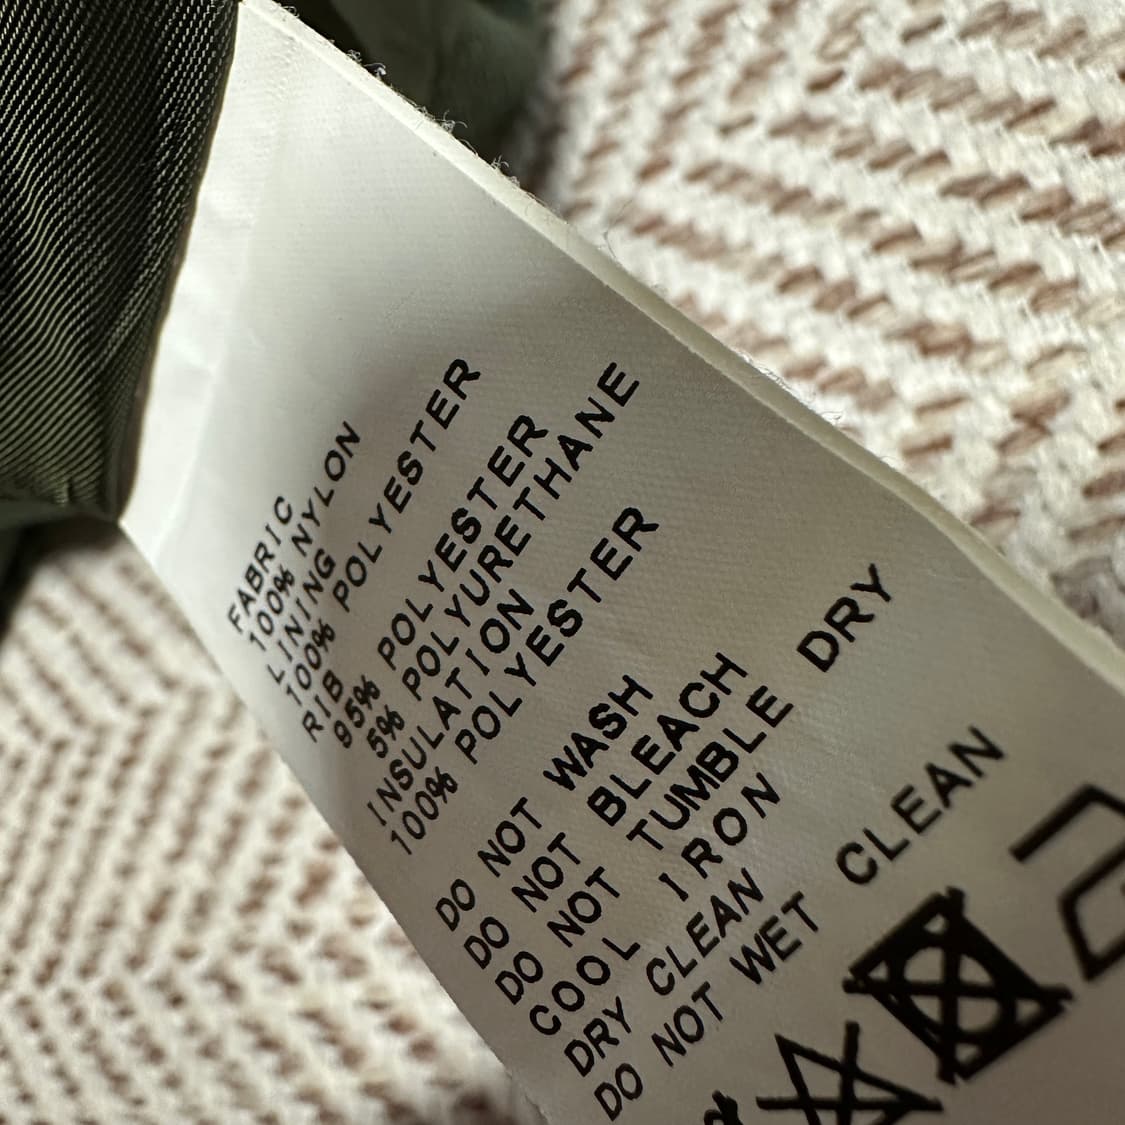 FABRIC
100% NYLON
LINING
100% POLYESTER
RIB
95% POLYESTER
5% POLYURETHANE
INSULATION
100% POLYESTER
DO NOT WASH
DO NOT BLEACH
DO NOT TUMBLE DRY
COOL IRON
DRY CLEAN
DO NOT WET CLEAN